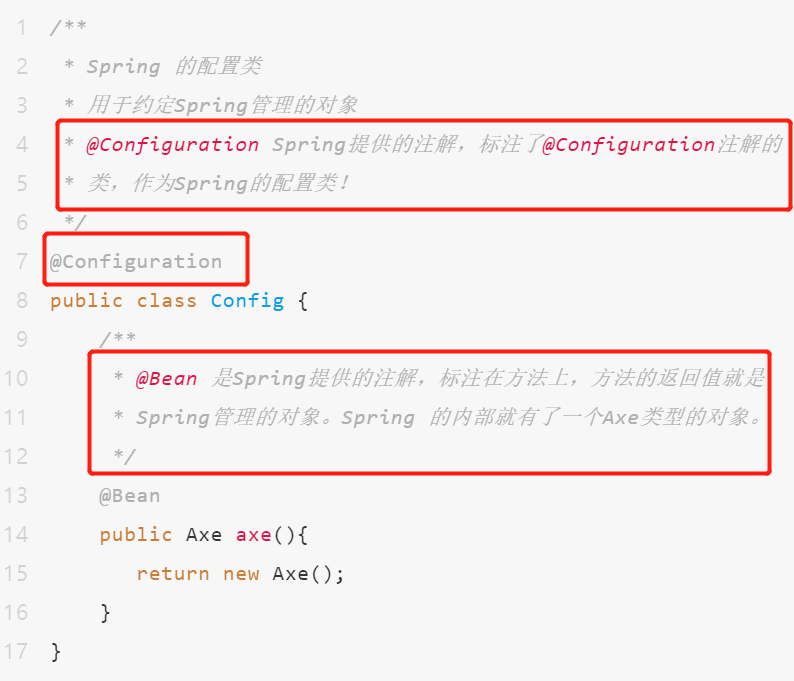 1 /**
2  * Spring 的配置类
3  * 用于约定Spring管理的对象
4  * @Configuration Spring提供的注解，标注了@Configuration注解的
5  * 类，作为Spring的配置类！
6  */
7 @Configuration
8 public class Config {
9     /**
10      * @Bean 是Spring提供的注解，标注在方法上，方法的返回值就是
11      * Spring管理的对象。Spring 的内部就有了一个Axe类型的对象。
12      */
13     @Bean
14     public Axe axe(){
15        return new Axe();
16     }
17 }